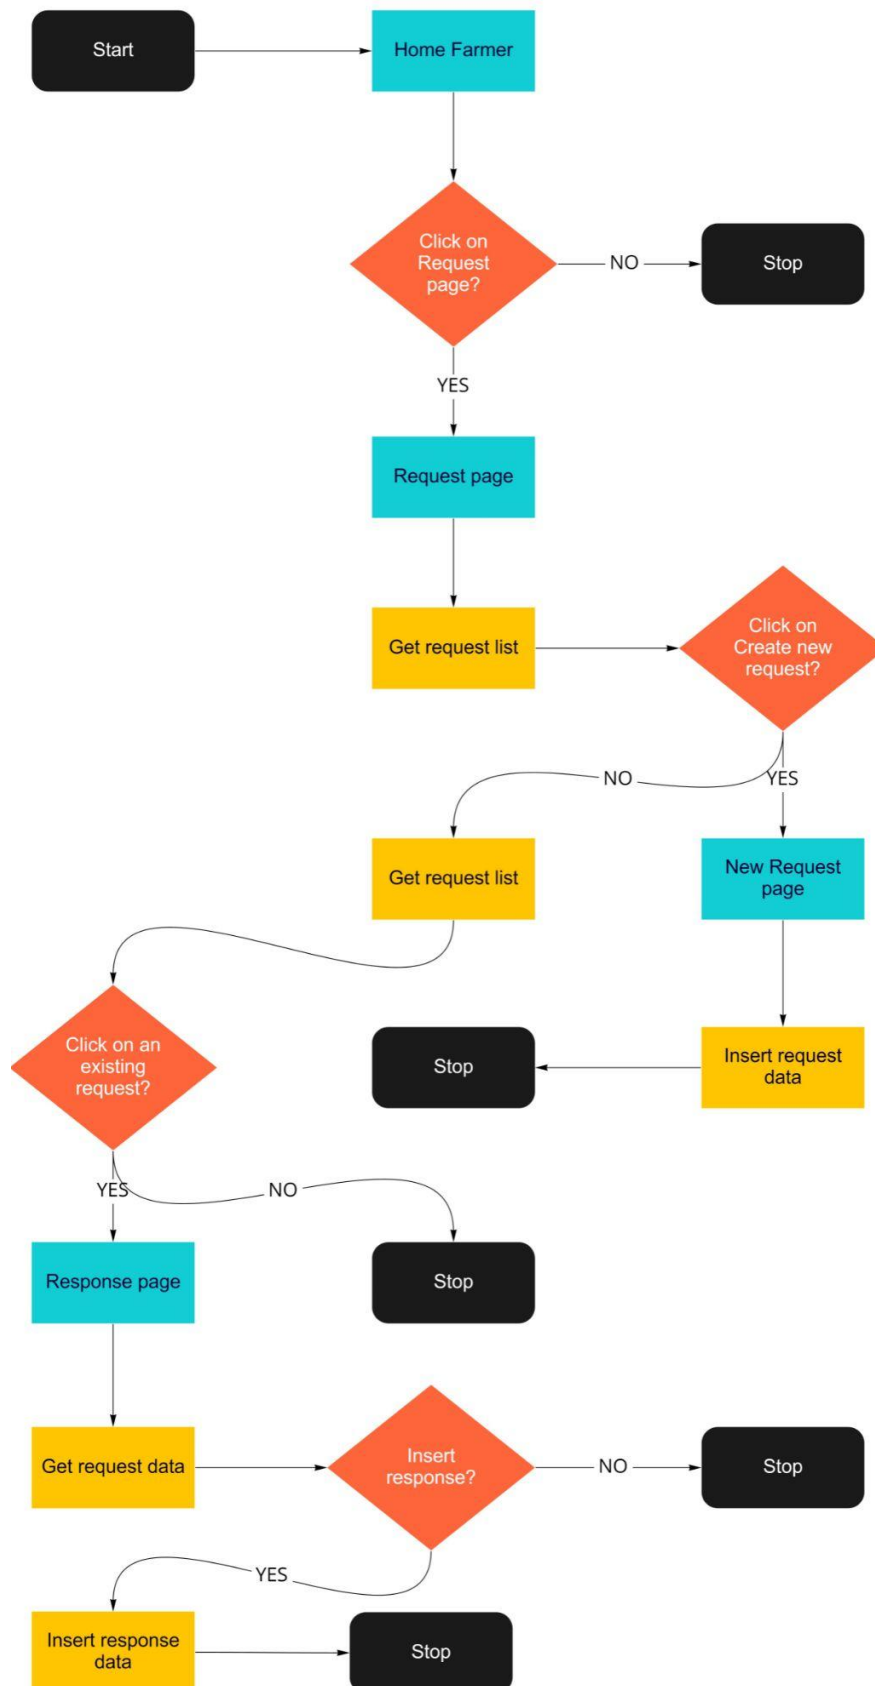 Start
Home Farmer
Click on
Request
page?
NO
Stop
YES
Request page
Get request list
Click on
Create new
request?
NO
YES
Get request list
New Request
page
Click on an
existing
request?
Stop
Insert request
data
YES
NO
Response page
Stop
Get request data
Insert
response?
NO
Stop
YES
Insert response
data
Stop